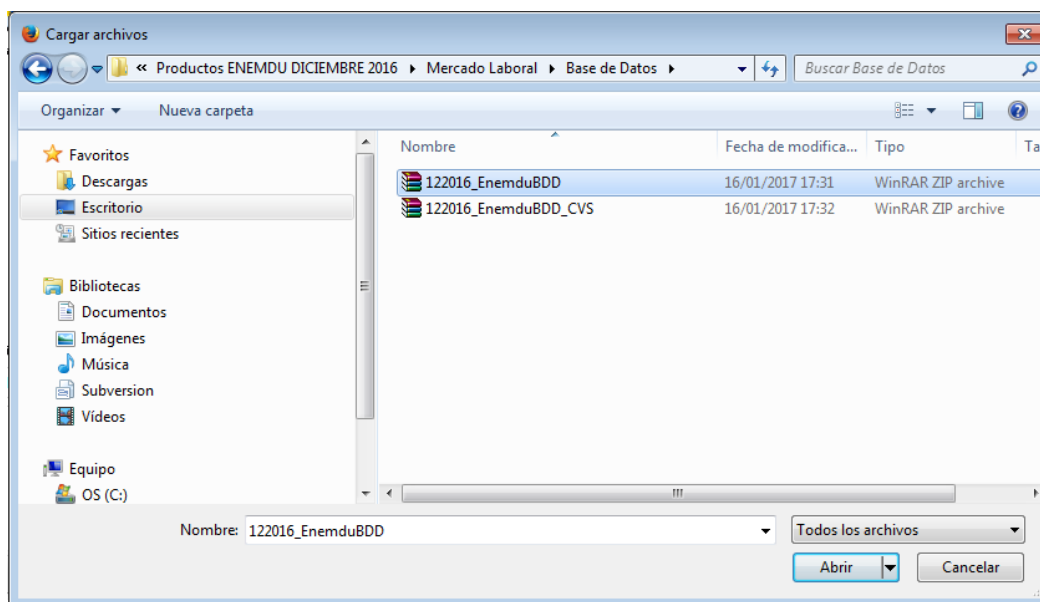 Cargar archivos
« Productos ENEMDU DICIEMBRE 2016 Mercado Laboral Base de Datos Buscar Base de Datos
Organizar Nueva carpeta
Nombre Fecha de modifica... Tipo Ta
Favoritos
Descargas
Escritorio
Sitios recientes
Bibliotecas
Documentos
Imágenes
Música
Subversion
Vídeos
Equipo
OS (C:)
122016_EnemduBDD 16/01/2017 17:31 WinRAR ZIP archive
122016_EnemduBDD_CVS 16/01/2017 17:32 WinRAR ZIP archive
Nombre: 122016_EnemduBDD Todos los archivos
Abrir Cancelar